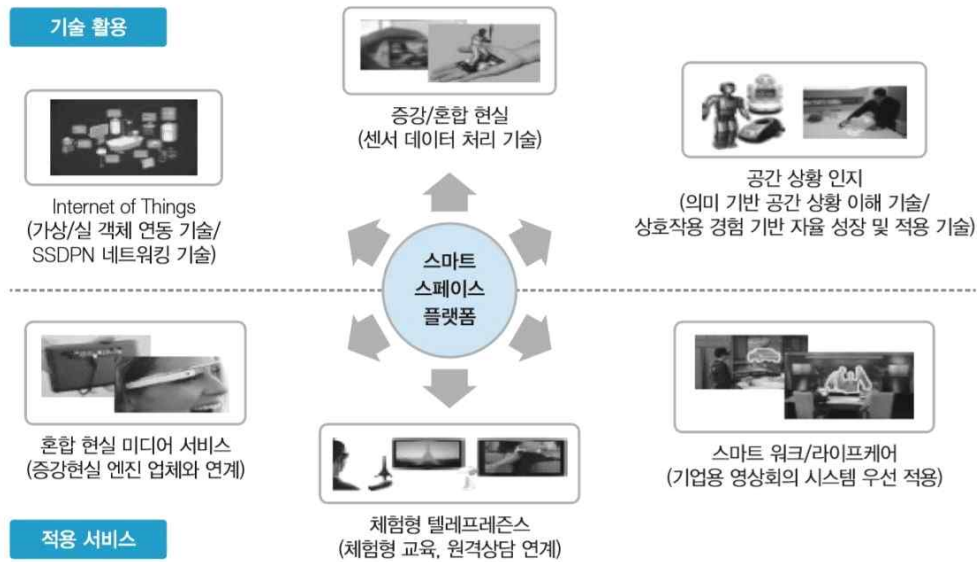 기술 활용
증강/혼합 현실
(센서 데이터 처리 기술)
Internet of Things
(가상/실 객체 연동 기술/
SSDPN 네트워킹 기술)
공간 상황 인지
(의미 기반 공간 상황 이해 기술/
상호작용 경험 기반 자율 성장 및 적용 기술)
스마트
스페이스
플랫폼
혼합 현실 미디어 서비스
(증강현실 엔진 업체와 연계)
체험형 텔레프레즌스
(체험형 교육, 원격상담 연계)
스마트 워크/라이프케어
(기업용 영상회의 시스템 우선 적용)
적용 서비스